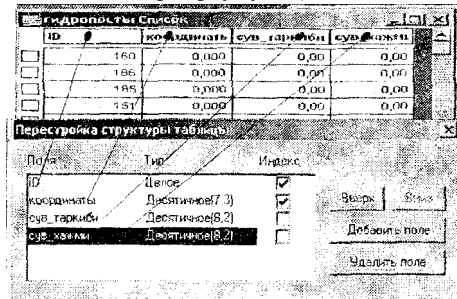 гидропосты Список
ID координать сув_таркиби сув_хажми
160 0,000 0,00 0,00
186 0,000 0,00 0,00
185 0,000 0,00 0,00
151 0,000 0,00 0,00
Перестройка структуры таблицы
Поля Тип Индекс
ID Целое
координаты Десятичное(7,3)
сув_таркиби Десятичное(8,2)
сув_хажми Десятичное(8,2)
Вверх Вниз
Добавить поле
Удалить поле